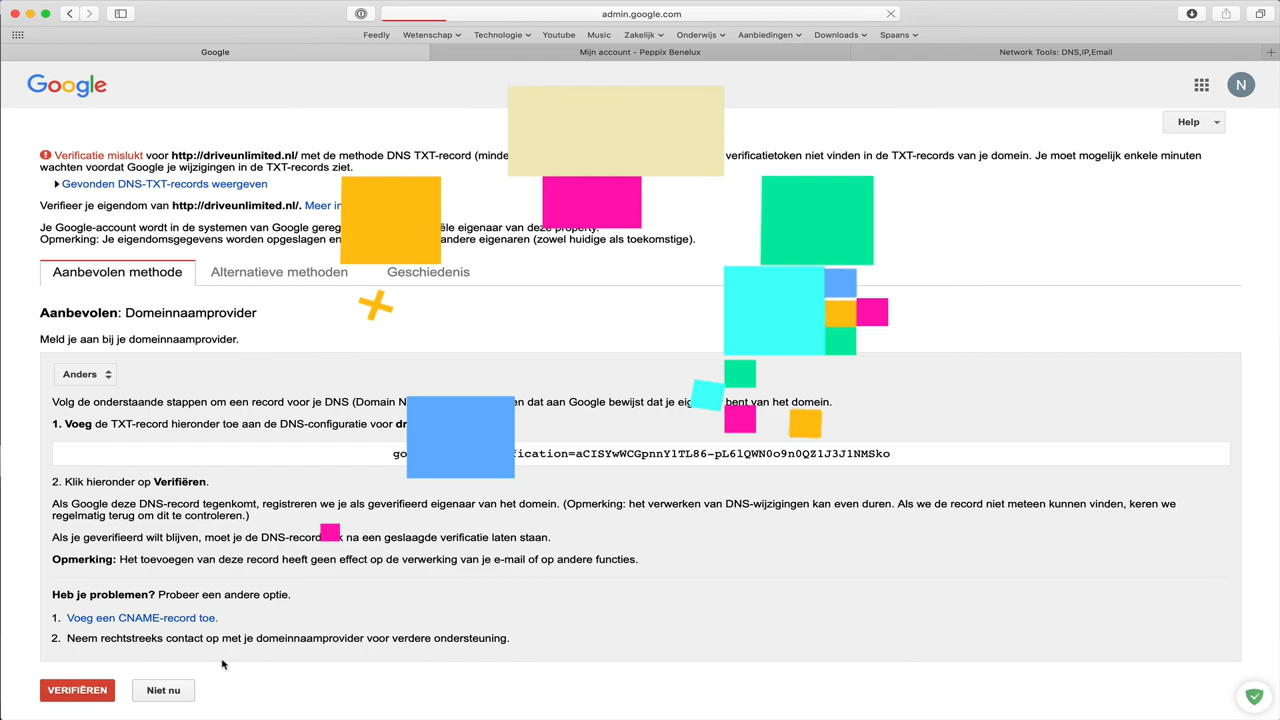 admin.google.com
Feedly Wetenschap Technologie Youtube Music Zakelijk Onderwijs Aanbiedingen Downloads Spaans
Google Mijn account - Peppix Benelux Network Tools: DNS,IP,Email
Google N
Help
Verificatie mislukt voor http://driveunlimited.nl/ met de methode DNS TXT-record (minde verificatietoken niet vinden in de TXT-records van je domein. Je moet mogelijk enkele minuten
wachten voordat Google je wijzigingen in de TXT-records ziet.
Gevonden DNS-TXT-records weergeven
Verifieer je eigendom van http://driveunlimited.nl/. Meer in
Je Google-account wordt in de systemen van Google gereg ële eigenaar van deze property.
Opmerking: Je eigendomsgegevens worden opgeslagen en andere eigenaren (zowel huidige als toekomstige).
Aanbevolen methode Alternatieve methoden Geschiedenis
Aanbevolen: Domeinnaamprovider
Meld je aan bij je domeinnaamprovider.
Anders
Volg de onderstaande stappen om een record voor je DNS (Domain N en dat aan Google bewijst dat je eig bent van het domein.
1. Voeg de TXT-record hieronder toe aan de DNS-configuratie voor dr
go fication=aCISYwWCGpnnY1TL86-pL6lQWN0o9n0QZ1J3J1NMSko
2. Klik hieronder op Verifiëren.
Als Google deze DNS-record tegenkomt, registreren we je als geverifieerd eigenaar van het domein. (Opmerking: het verwerken van DNS-wijzigingen kan even duren. Als we de record niet meteen kunnen vinden, keren we
regelmatig terug om dit te controleren.)
Als je geverifieerd wilt blijven, moet je de DNS-record k na een geslaagde verificatie laten staan.
Opmerking: Het toevoegen van deze record heeft geen effect op de verwerking van je e-mail of op andere functies.
Heb je problemen? Probeer een andere optie.
1. Voeg een CNAME-record toe.
2. Neem rechtstreeks contact op met je domeinnaamprovider voor verdere ondersteuning.
VERIFIËREN Niet nu